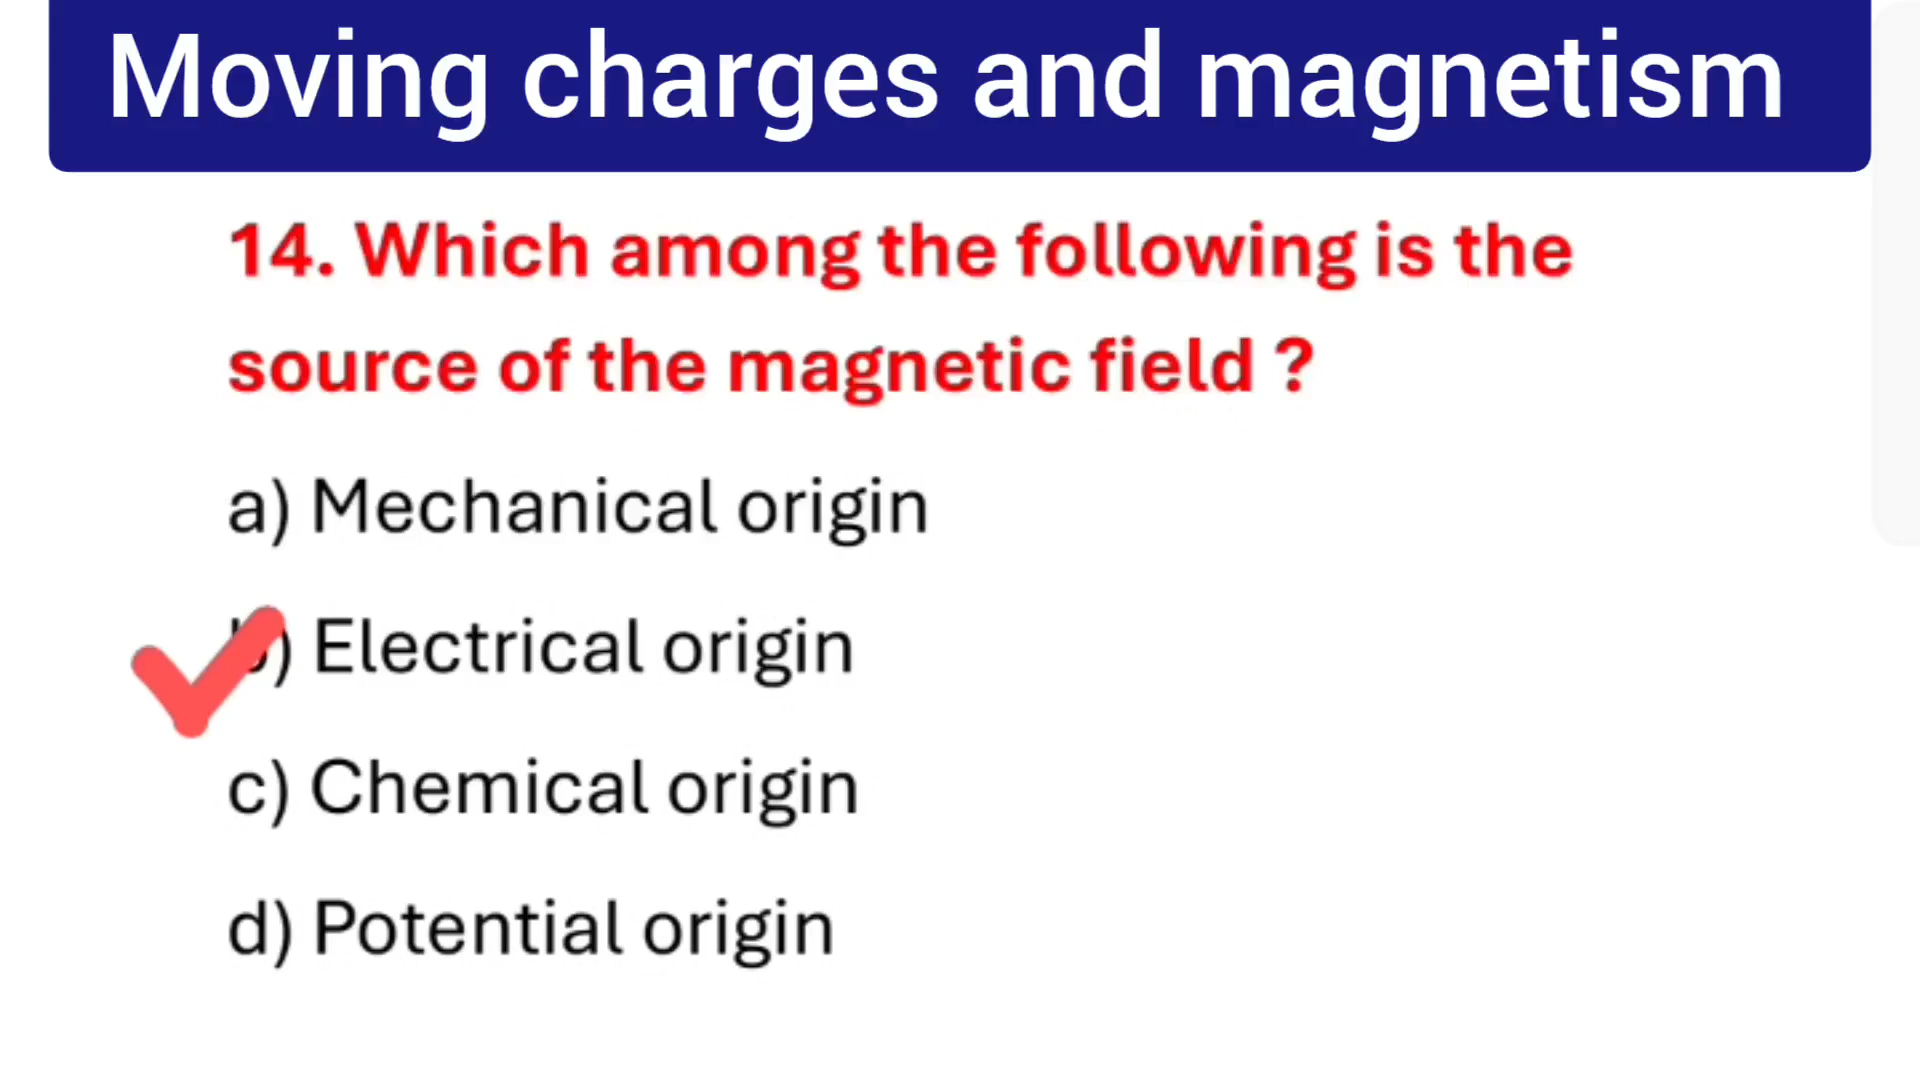 Moving charges and magnetism
14. Which among the following is the
source of the magnetic field ?
a) Mechanical origin
b) Electrical origin
c) Chemical origin
d) Potential origin